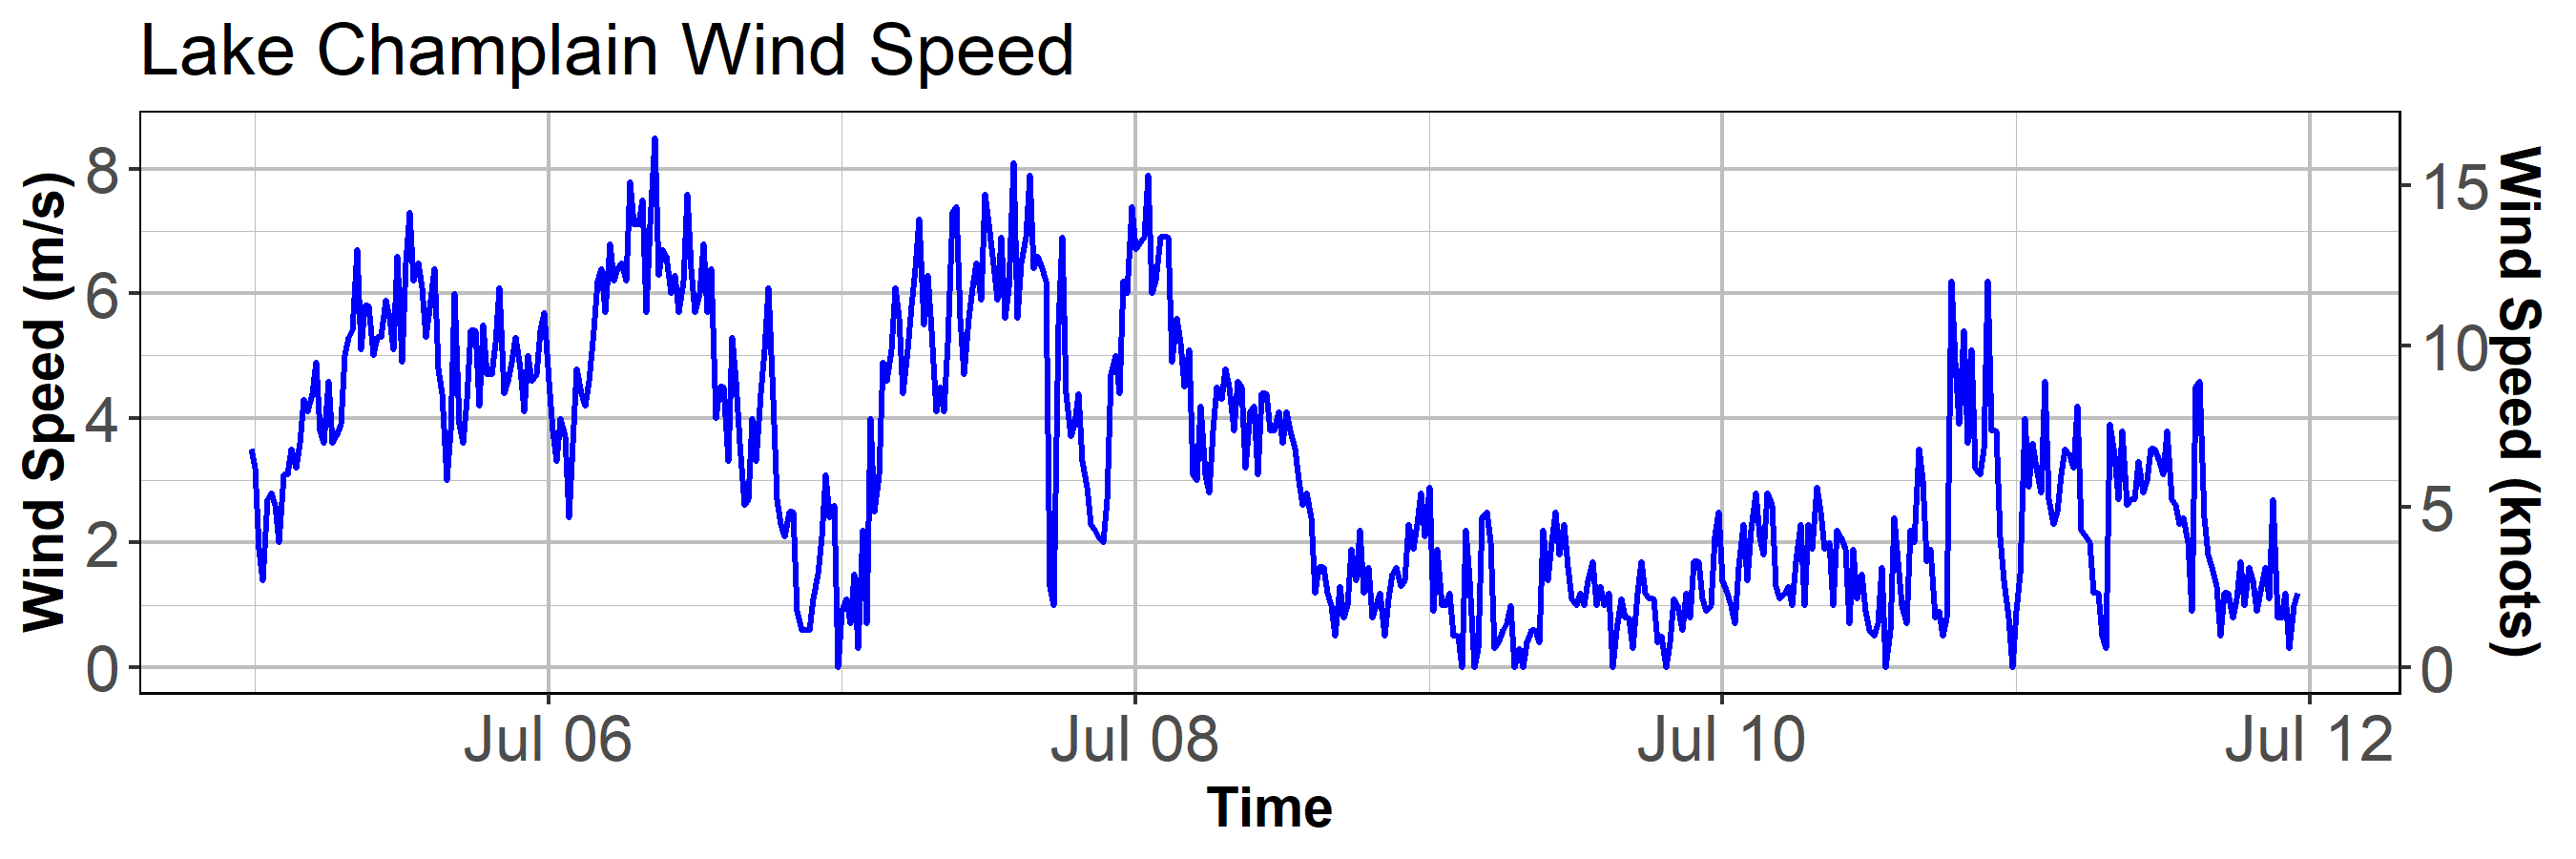 Lake Champlain Wind Speed
Wind Speed (m/s)
8
6
4
2
0
15
10
5
0
Wind Speed (knots)
Jul 06
Jul 08
Jul 10
Jul 12
Time